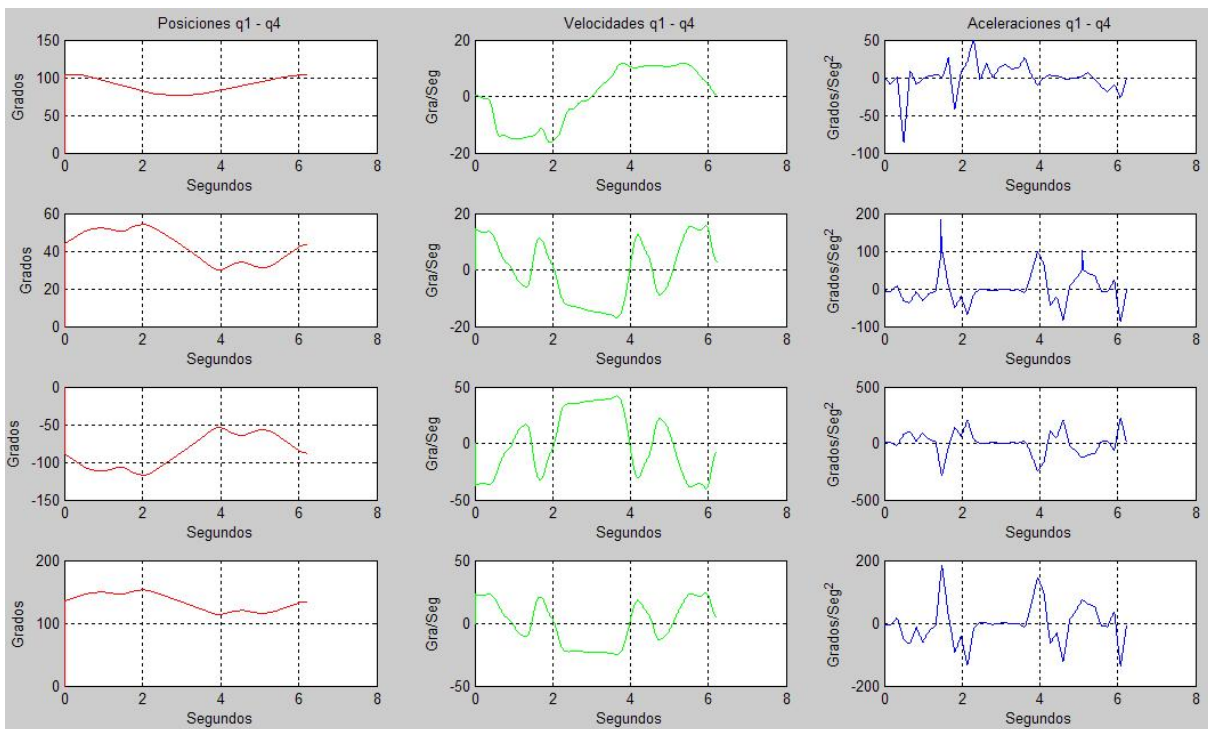 Posiciones q1 - q4
Velocidades q1 - q4
Aceleraciones q1 - q4
150
100
50
0
Grados
0 2 4 6 8
Segundos
20
0
-20
Gra/Seg
0 2 4 6 8
Segundos
50
0
-50
-100
Grados/Seg²
0 2 4 6 8
Segundos
60
40
20
0
Grados
0 2 4 6 8
Segundos
20
0
-20
Gra/Seg
0 2 4 6 8
Segundos
200
100
0
-100
Grados/Seg²
0 2 4 6 8
Segundos
0
-50
-100
-150
Grados
0 2 4 6 8
Segundos
50
0
-50
Gra/Seg
0 2 4 6 8
Segundos
500
0
-500
Grados/Seg²
0 2 4 6 8
Segundos
200
100
0
Grados
0 2 4 6 8
Segundos
50
0
-50
Gra/Seg
0 2 4 6 8
Segundos
200
0
-200
Grados/Seg²
0 2 4 6 8
Segundos